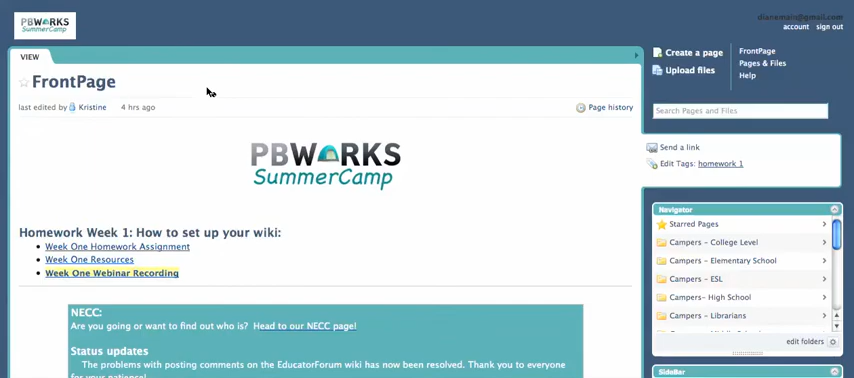 PBWORKS
SummerCamp
dianemain@gmail.com
account sign out
VIEW
FrontPage
last edited by Kristine 4 hrs ago
Page history
Create a page
Upload files
FrontPage
Pages & Files
Help
Search Pages and Files
Send a link
Edit Tags: homework 1
PBWORKS
SummerCamp
Homework Week 1: How to set up your wiki:
Week One Homework Assignment
Week One Resources
Week One Webinar Recording
NECC:
Are you going or want to find out who is? Head to our NECC page!
Status updates
The problems with posting comments on the EducatorForum wiki has now been resolved. Thank you to everyone
for your patience!
Navigator
Starred Pages
Campers - College Level
Campers - Elementary School
Campers - ESL
Campers- High School
Campers - Librarians
edit folders
SideBar